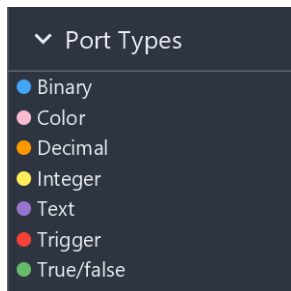 Port Types
Binary
Color
Decimal
Integer
Text
Trigger
True/false